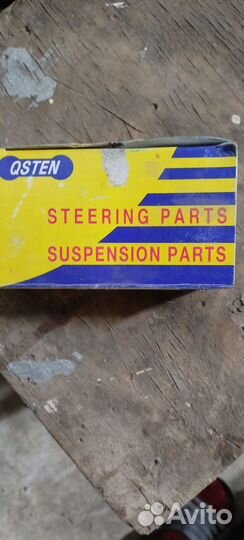 QSTEN
STEERING PARTS
SUSPENSION PARTS
Avito